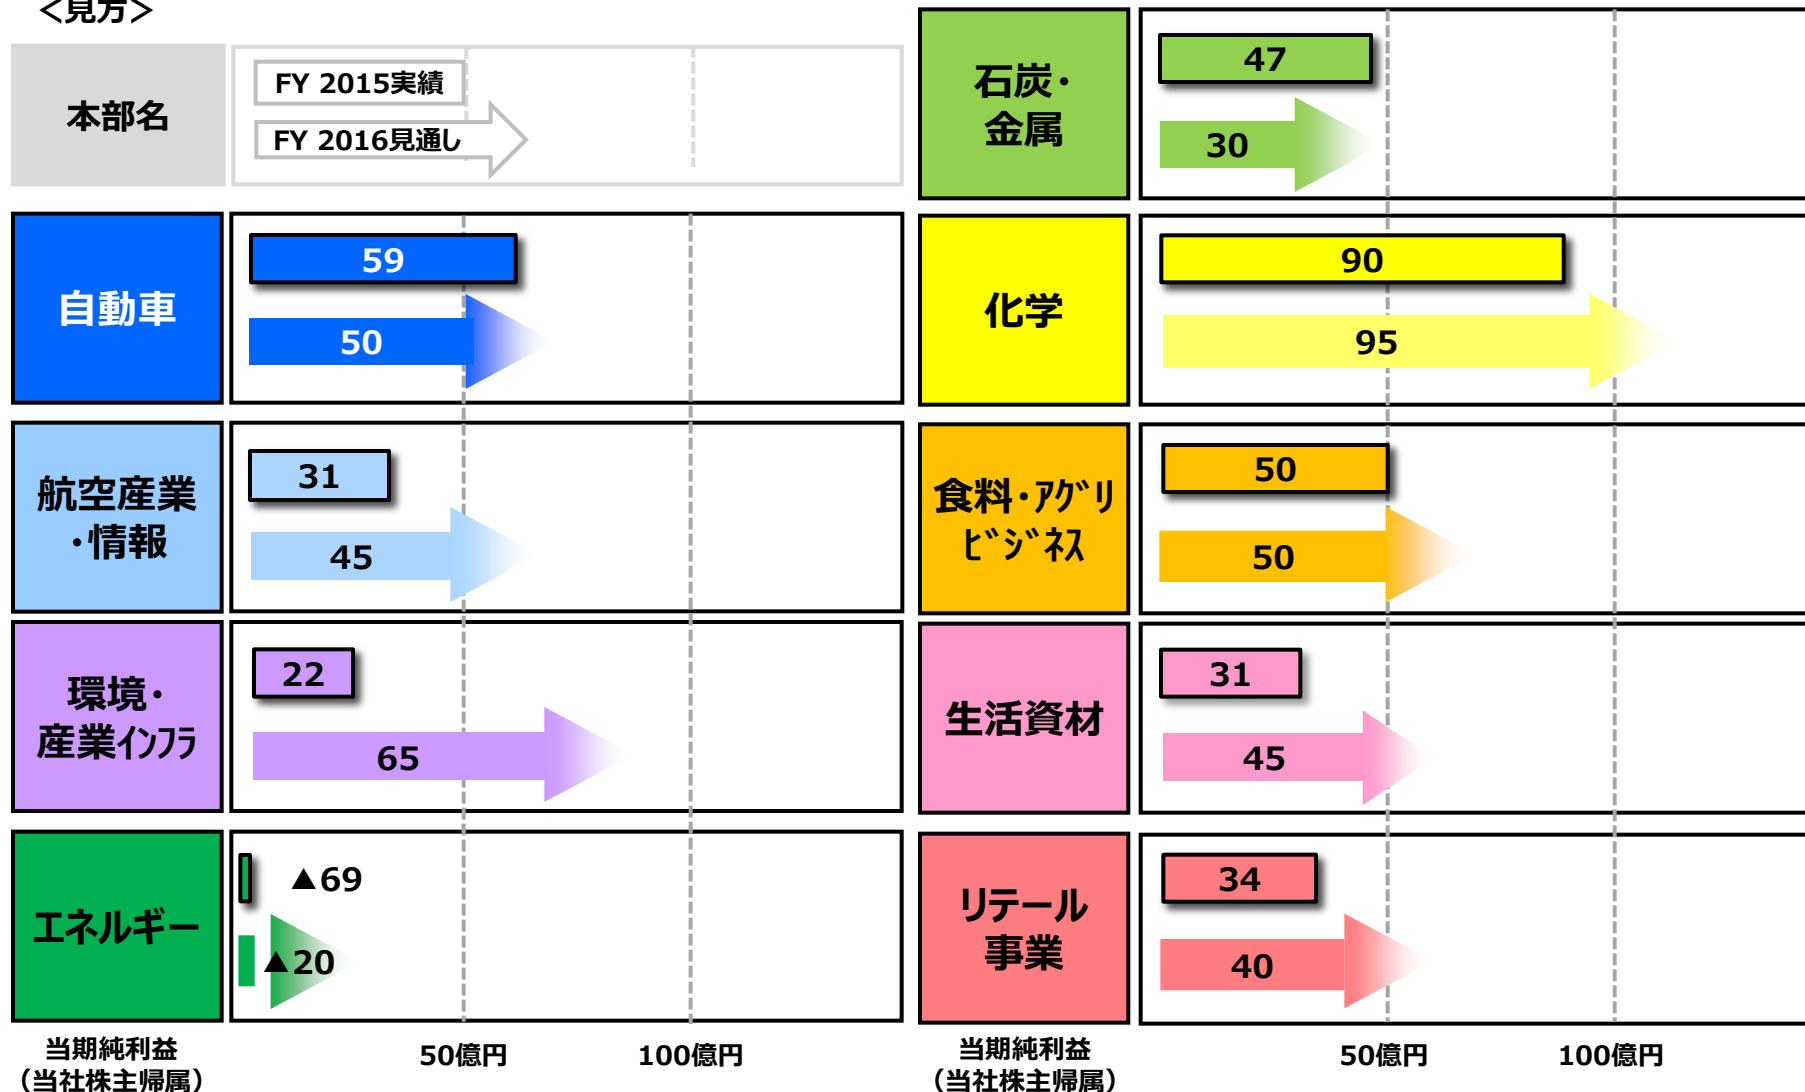 ＜見方＞
本部名
FY 2015実績
FY 2016見通し
自動車
59
50
航空産業
・情報
31
45
環境・
産業ｲﾝﾌﾗ
22
65
エネルギー
▲69
▲20
当期純利益
（当社株主帰属）
50億円
100億円
石炭・
金属
47
30
化学
90
95
食料・ｱｸﾞﾘ
ﾋﾞｼﾞﾈｽ
50
50
生活資材
31
45
リテール
事業
34
40
当期純利益
（当社株主帰属）
50億円
100億円